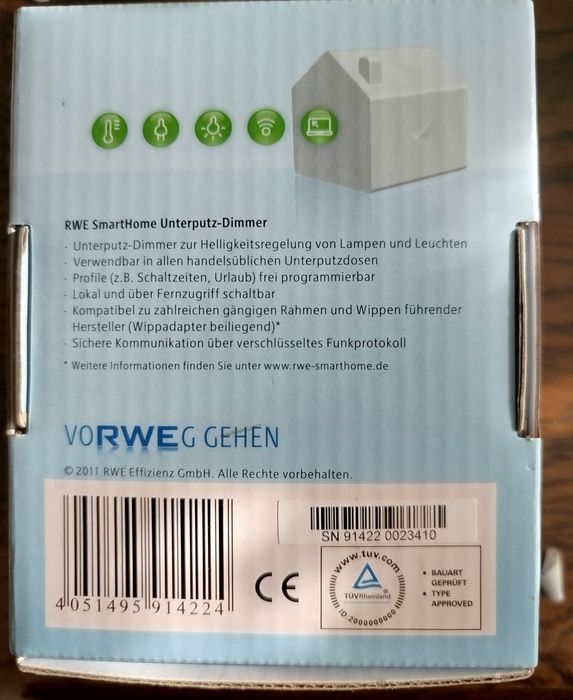 RWE SmartHome Unterputz-Dimmer
· Unterputz-Dimmer zur Helligkeitsregelung von Lampen und Leuchten
· Verwendbar in allen handelsüblichen Unterputzdosen
· Profile (z.B. Schaltzeiten, Urlaub) frei programmierbar
· Lokal und über Fernzugriff schaltbar
· Kompatibel zu zahlreichen gängigen Rahmen und Wippen führender
Hersteller (Wippadapter beiliegend)*
· Sichere Kommunikation über verschlüsseltes Funkprotokoll
* Weitere Informationen finden Sie unter www.rwe-smarthome.de
VORWEG GEHEN
© 2011 RWE Effizienz GmbH. Alle Rechte vorbehalten.
SN 91422 0023410
4 051495 914224
CE
www.tuv.com
TÜVRheinland
ID:2000000000
• BAUART
GEPRÜFT
• TYPE
APPROVED